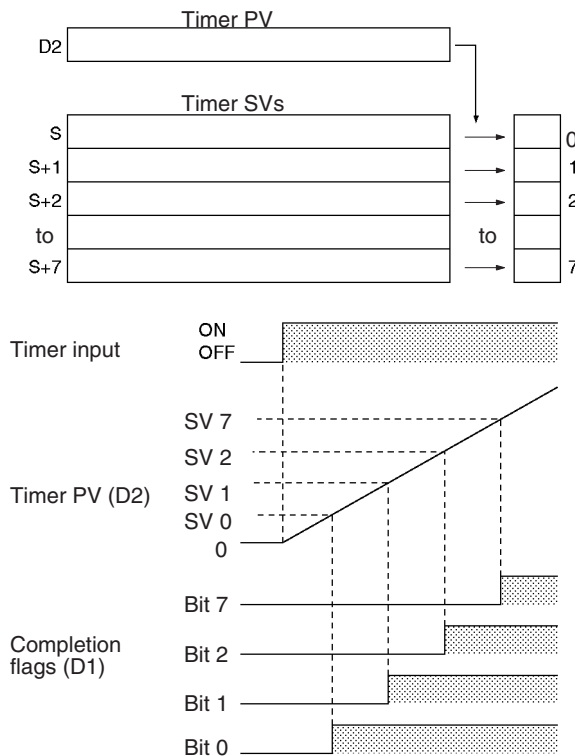 Timer PV
D2
Timer SVs
S
0
S+1
1
S+2
2
to
to
S+7
7
Timer input
ON
OFF
SV 7
SV 2
SV 1
Timer PV (D2)
SV 0
0
Bit 7
Completion
flags (D1)
Bit 2
Bit 1
Bit 0